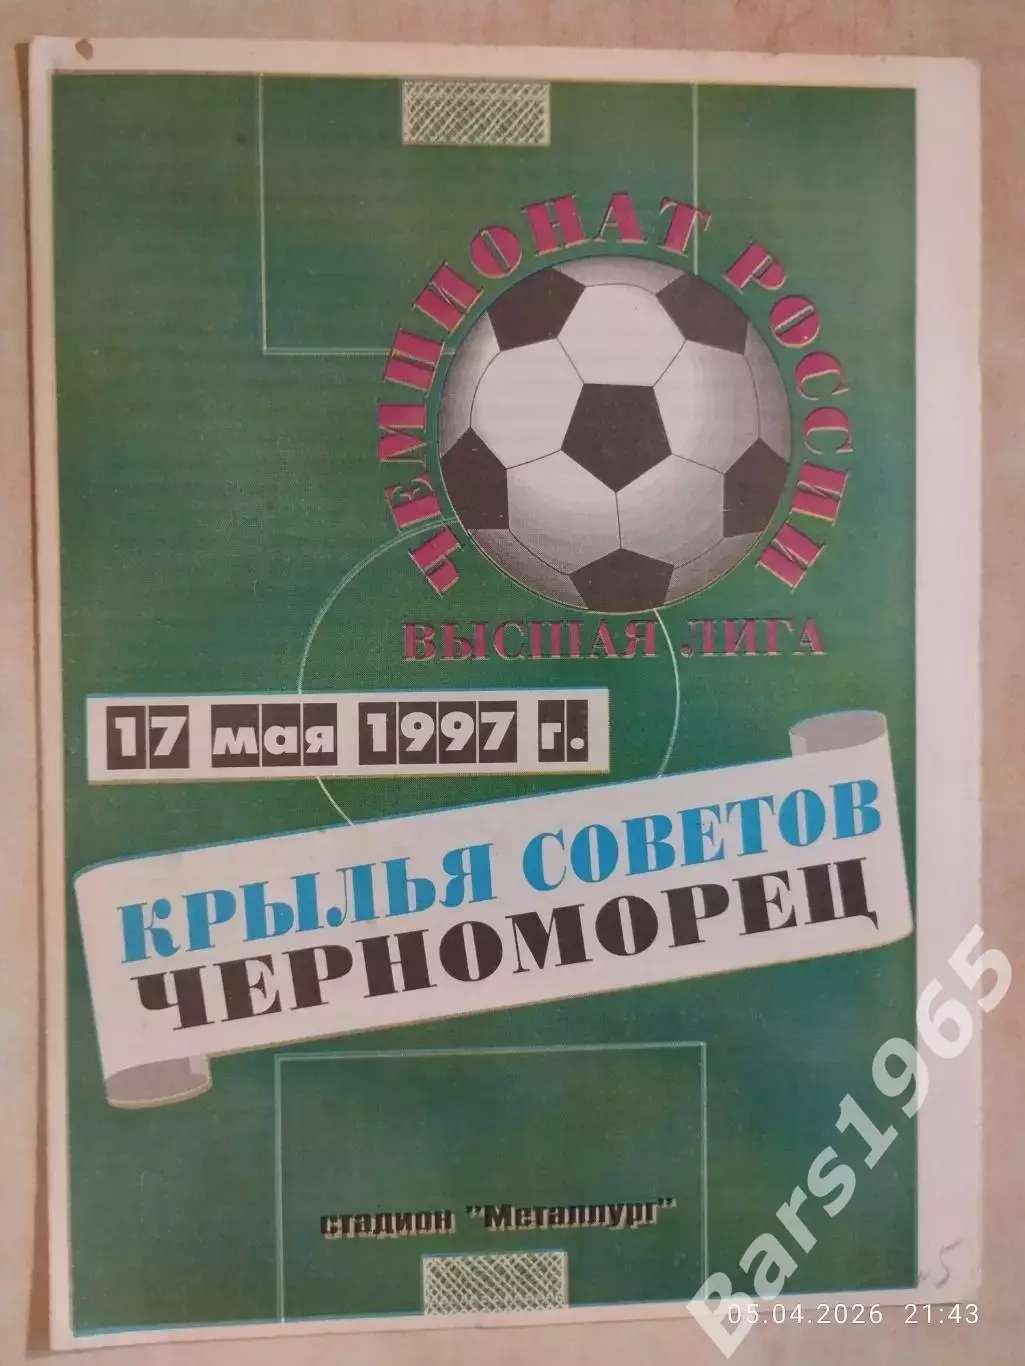 ЧЕМПИОНАТ РОССИИ
ВЫСШАЯ ЛИГА
17 мая 1997 г.
КРЫЛЬЯ СОВЕТОВ
ЧЕРНОМОРЕЦ
стадион "Металлург"
Bars1965
05.04.2026 21:43